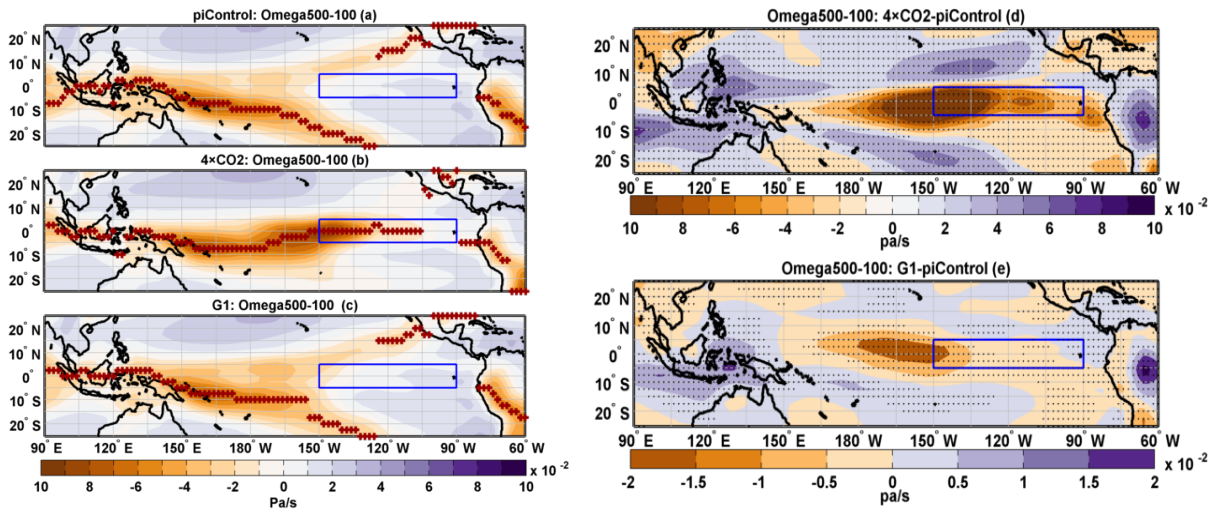 piControl: Omega500-100 (a)
20° N
10° N
0°
10° S
20° S
4×CO2: Omega500-100 (b)
20° N
10° N
0°
10° S
20° S
G1: Omega500-100 (c)
20° N
10° N
0°
10° S
20° S
90° E 120° E 150° E 180° W 150° W 120° W 90° W 60° W
10 8 -6 -4 -2 0 2 4 6 8 10 x 10 -2
Pa/s
Omega500-100: 4×CO2-piControl (d)
20° N
10° N
0°
10° S
20° S
90° E 120° E 150° E 180° W 150° W 120° W 90° W 60° W
10 -8 -6 -4 -2 0 2 4 6 8 10 x 10 -2
pa/s
Omega500-100: G1-piControl (e)
20° N
10° N
0°
10° S
20° S
90° E 120° E 150° E 180° W 150° W 120° W 90° W 60° W
-2 -1.5 -1 -0.5 0 0.5 1 1.5 2 x 10 -2
pa/s